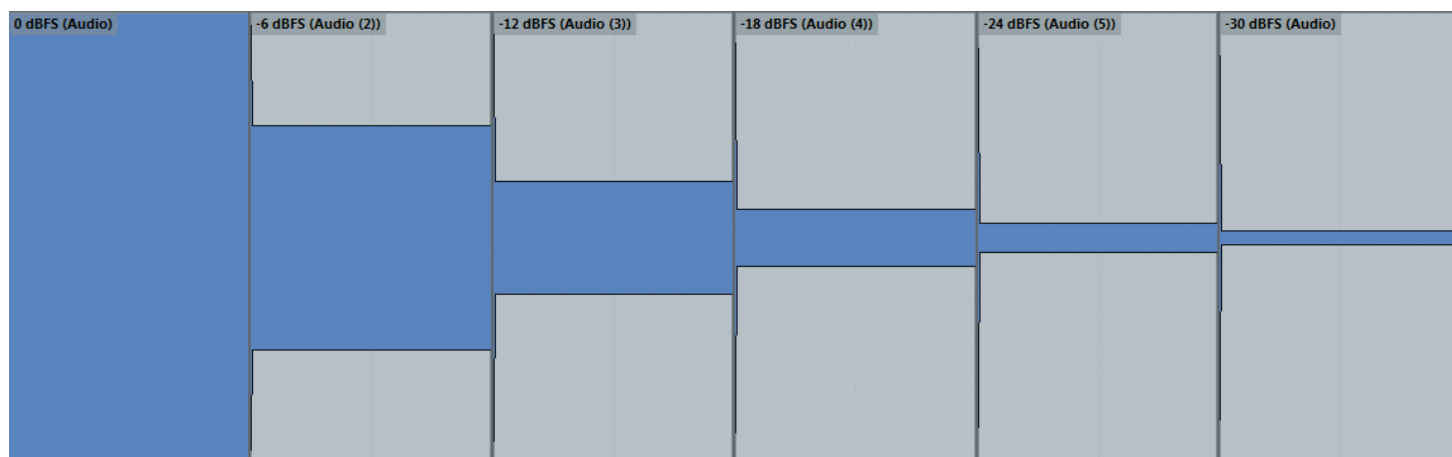 0 dBFS (Audio)
-6 dBFS (Audio (2))
-12 dBFS (Audio (3))
-18 dBFS (Audio (4))
-24 dBFS (Audio (5))
-30 dBFS (Audio)